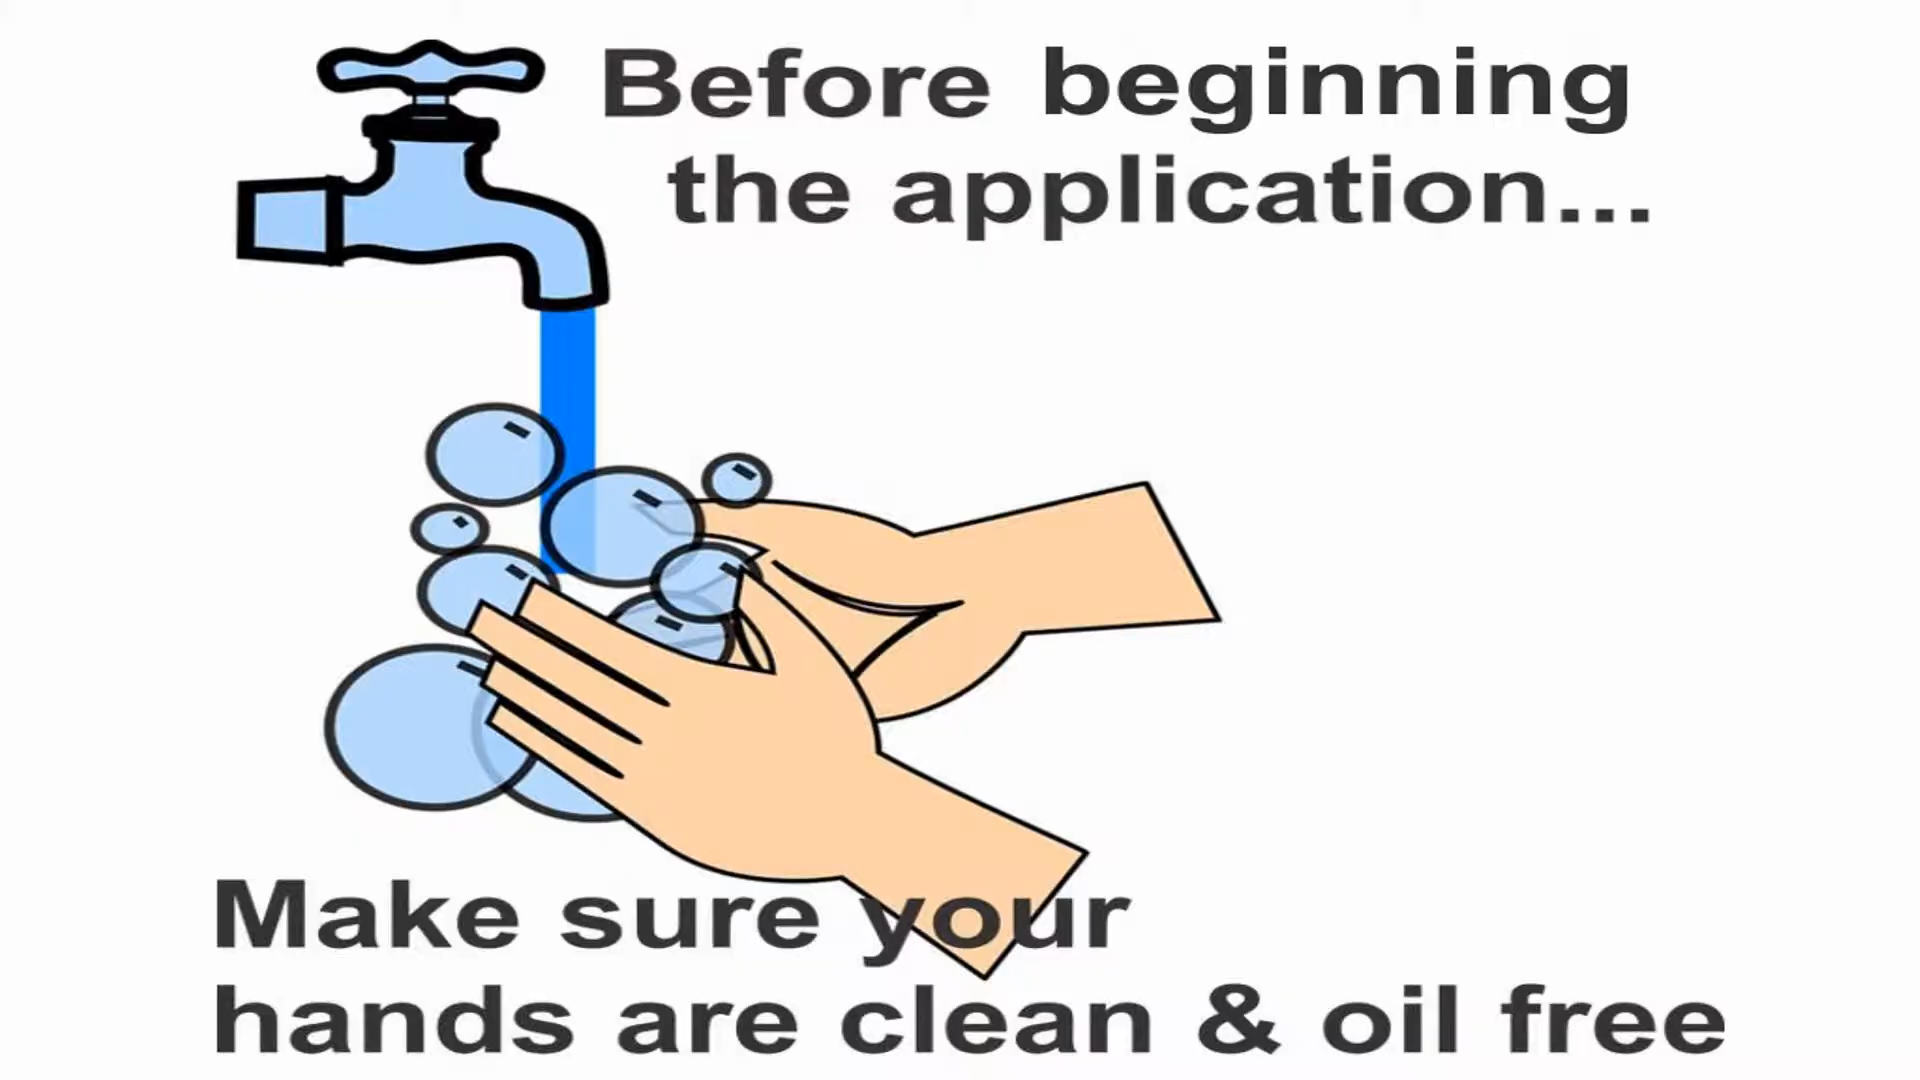 Before beginning
the application...
Make sure your
hands are clean & oil free